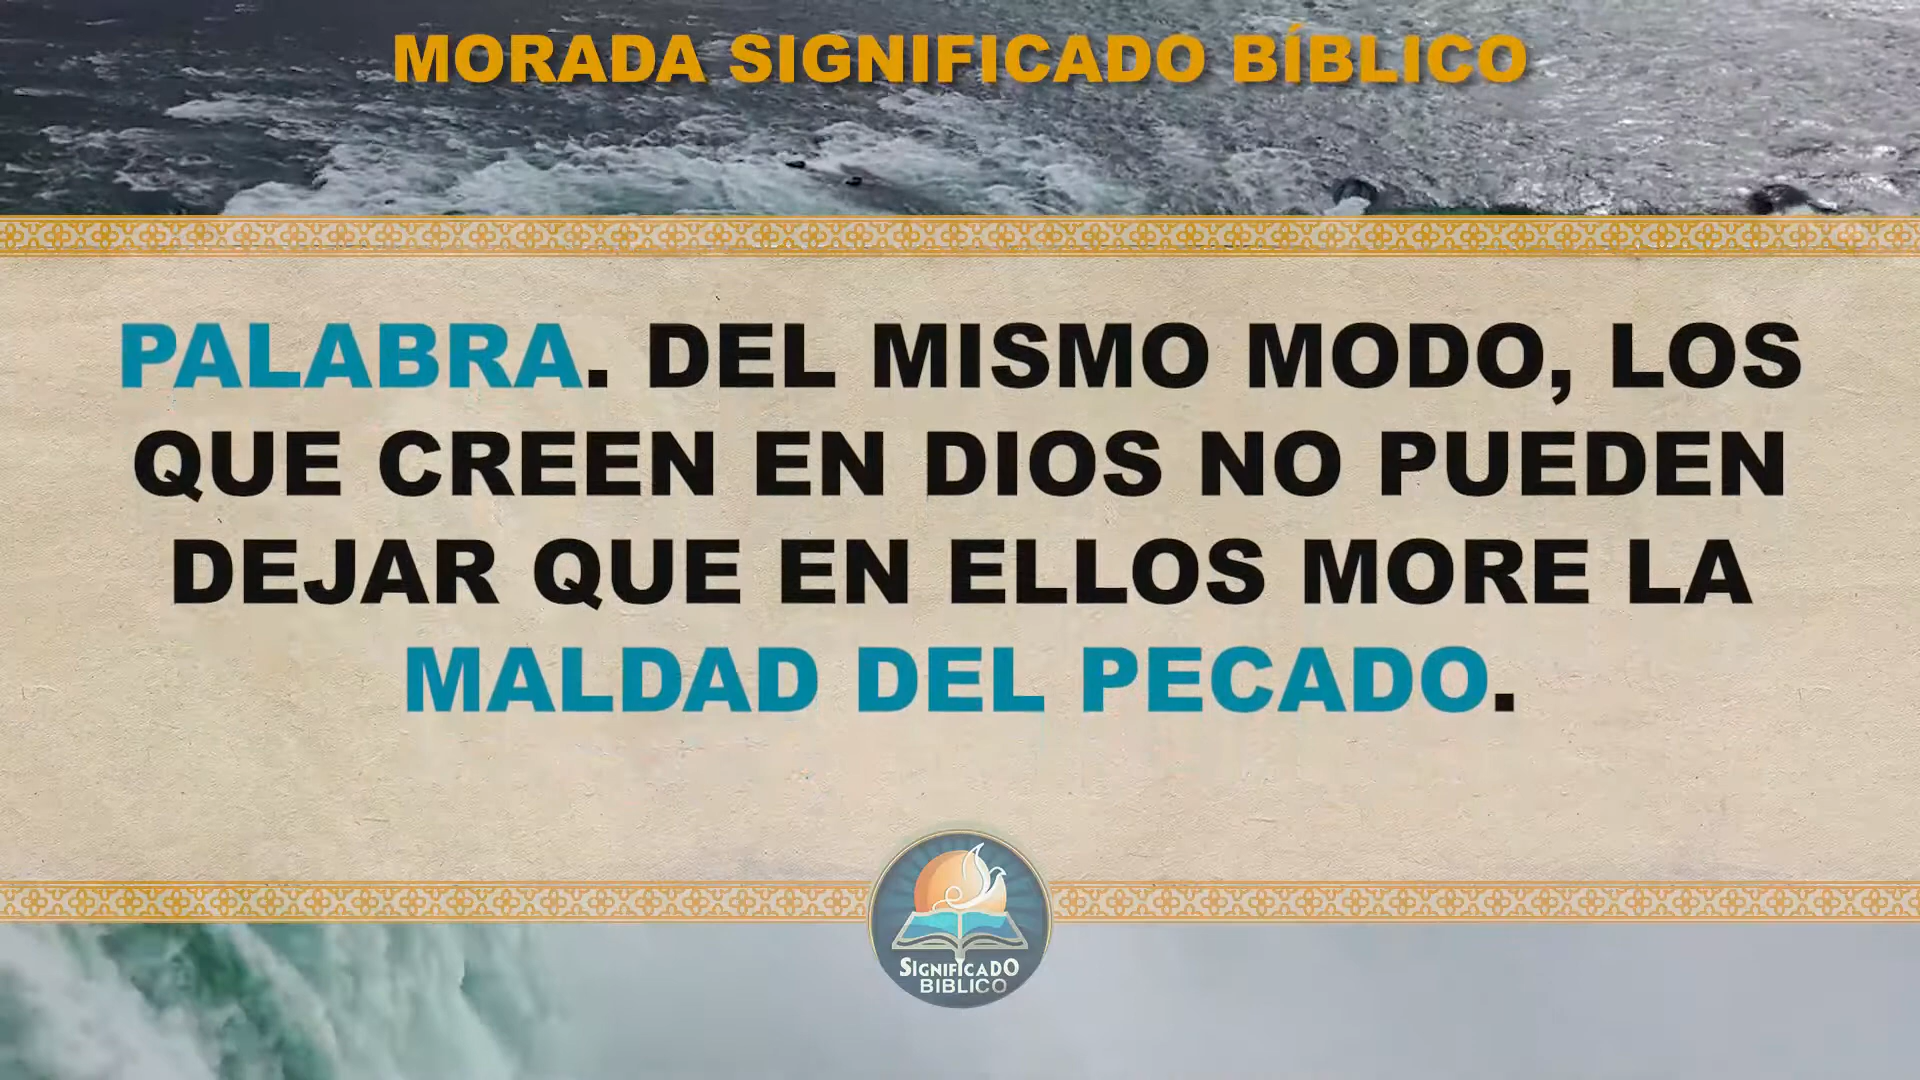 MORADA SIGNIFICADO BÍBLICO
PALABRA. DEL MISMO MODO, LOS
QUE CREEN EN DIOS NO PUEDEN
DEJAR QUE EN ELLOS MORE LA
MALDAD DEL PECADO.
SIGNIFICADO
BIBLICO